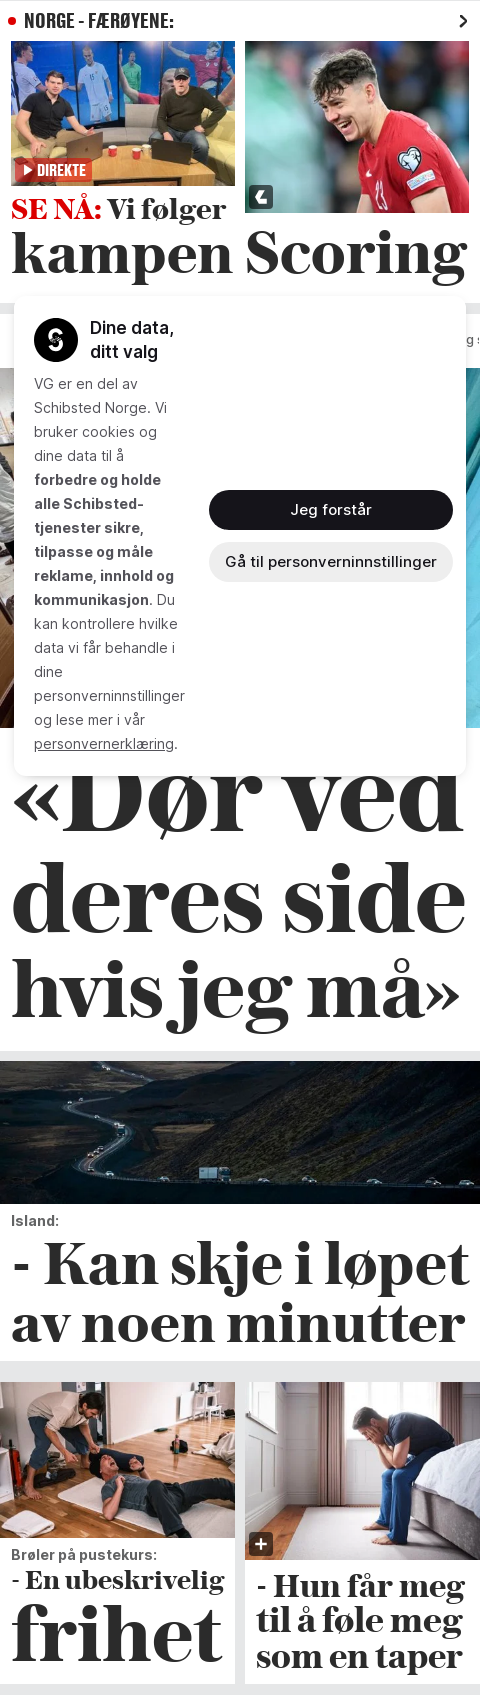 NORGE - FÆRØYENE:
DIREKTE
SE NÅ: Vi følger
kampen
Scoring
Dine data,
ditt valg
VG er en del av
Schibsted Norge. Vi
bruker cookies og
dine data til å
forbedre og holde
alle Schibsted-
tjenester sikre,
tilpasse og måle
reklame, innhold og
kommunikasjon. Du
kan kontrollere hvilke
data vi får behandle i
dine
personverninnstillinger
og lese mer i vår
personvernerklæring.
Jeg forstår
Gå til personverninnstillinger
«Dør ved
deres side
hvis jeg må»
Island:
- Kan skje i løpet
av noen minutter
Brøler på pustekurs:
- En ubeskrivelig
frihet
- Hun får meg
til å føle meg
som en taper